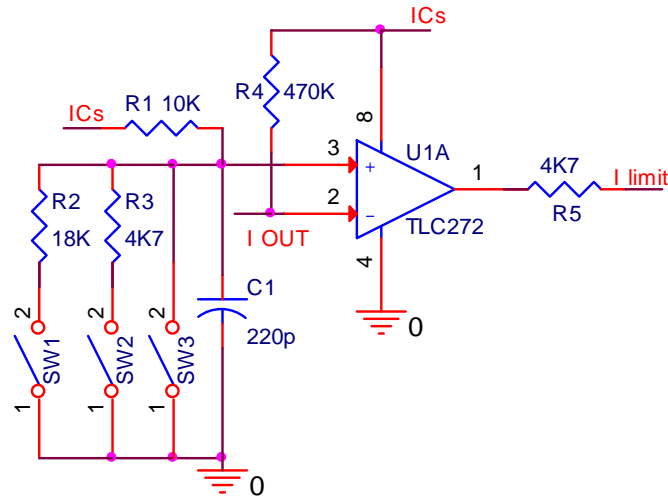 ICs
R4 470K
8
R1 10K
ICs
3
U1A
+
1
4K7
I limit
2
−
R2
R3
I OUT
TLC272
R5
18K
4K7
4
C1
0
2
2
2
220p
SW1
SW2
SW3
1
1
1
0